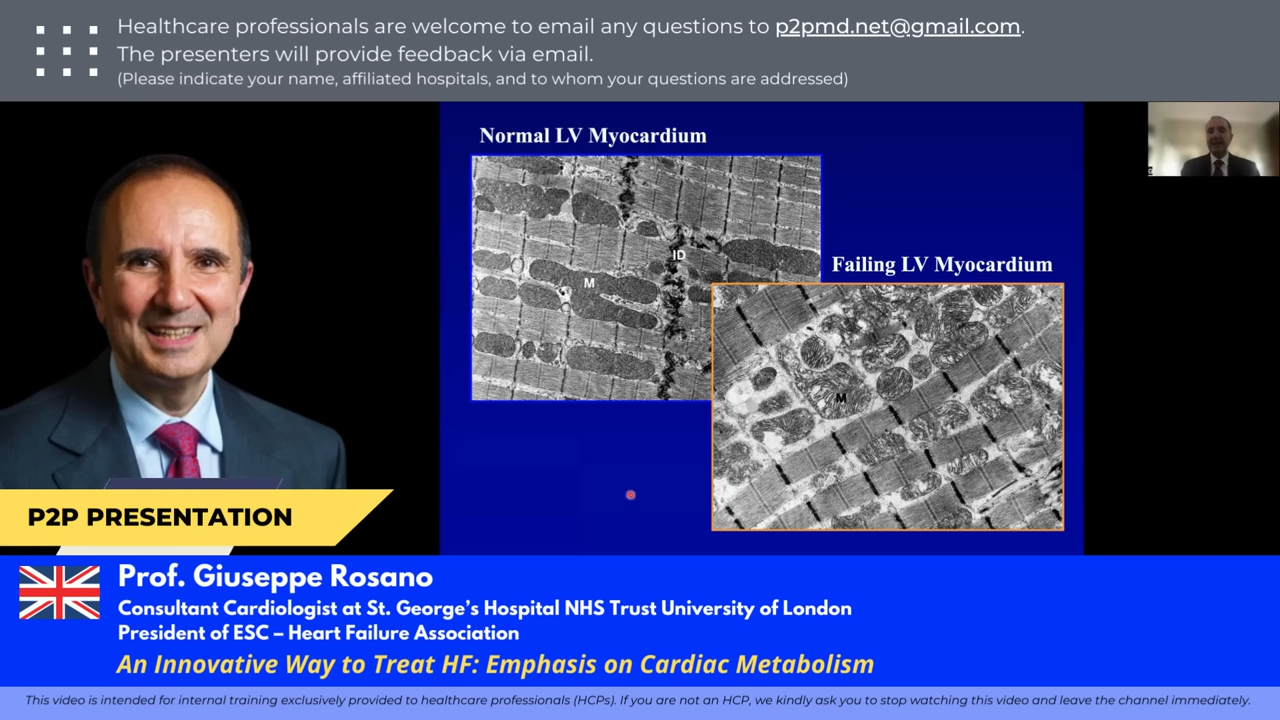 Healthcare professionals are welcome to email any questions to p2pmd.net@gmail.com.
The presenters will provide feedback via email.
(Please indicate your name, affiliated hospitals, and to whom your questions are addressed)
Normal LV Myocardium
ID
M
Failing LV Myocardium
M
P2P PRESENTATION
Prof. Giuseppe Rosano
Consultant Cardiologist at St. George's Hospital NHS Trust University of London
President of ESC – Heart Failure Association
An Innovative Way to Treat HF: Emphasis on Cardiac Metabolism
This video is intended for internal training exclusively provided to healthcare professionals (HCPs). If you are not an HCP, we kindly ask you to stop watching this video and leave the channel immediately.